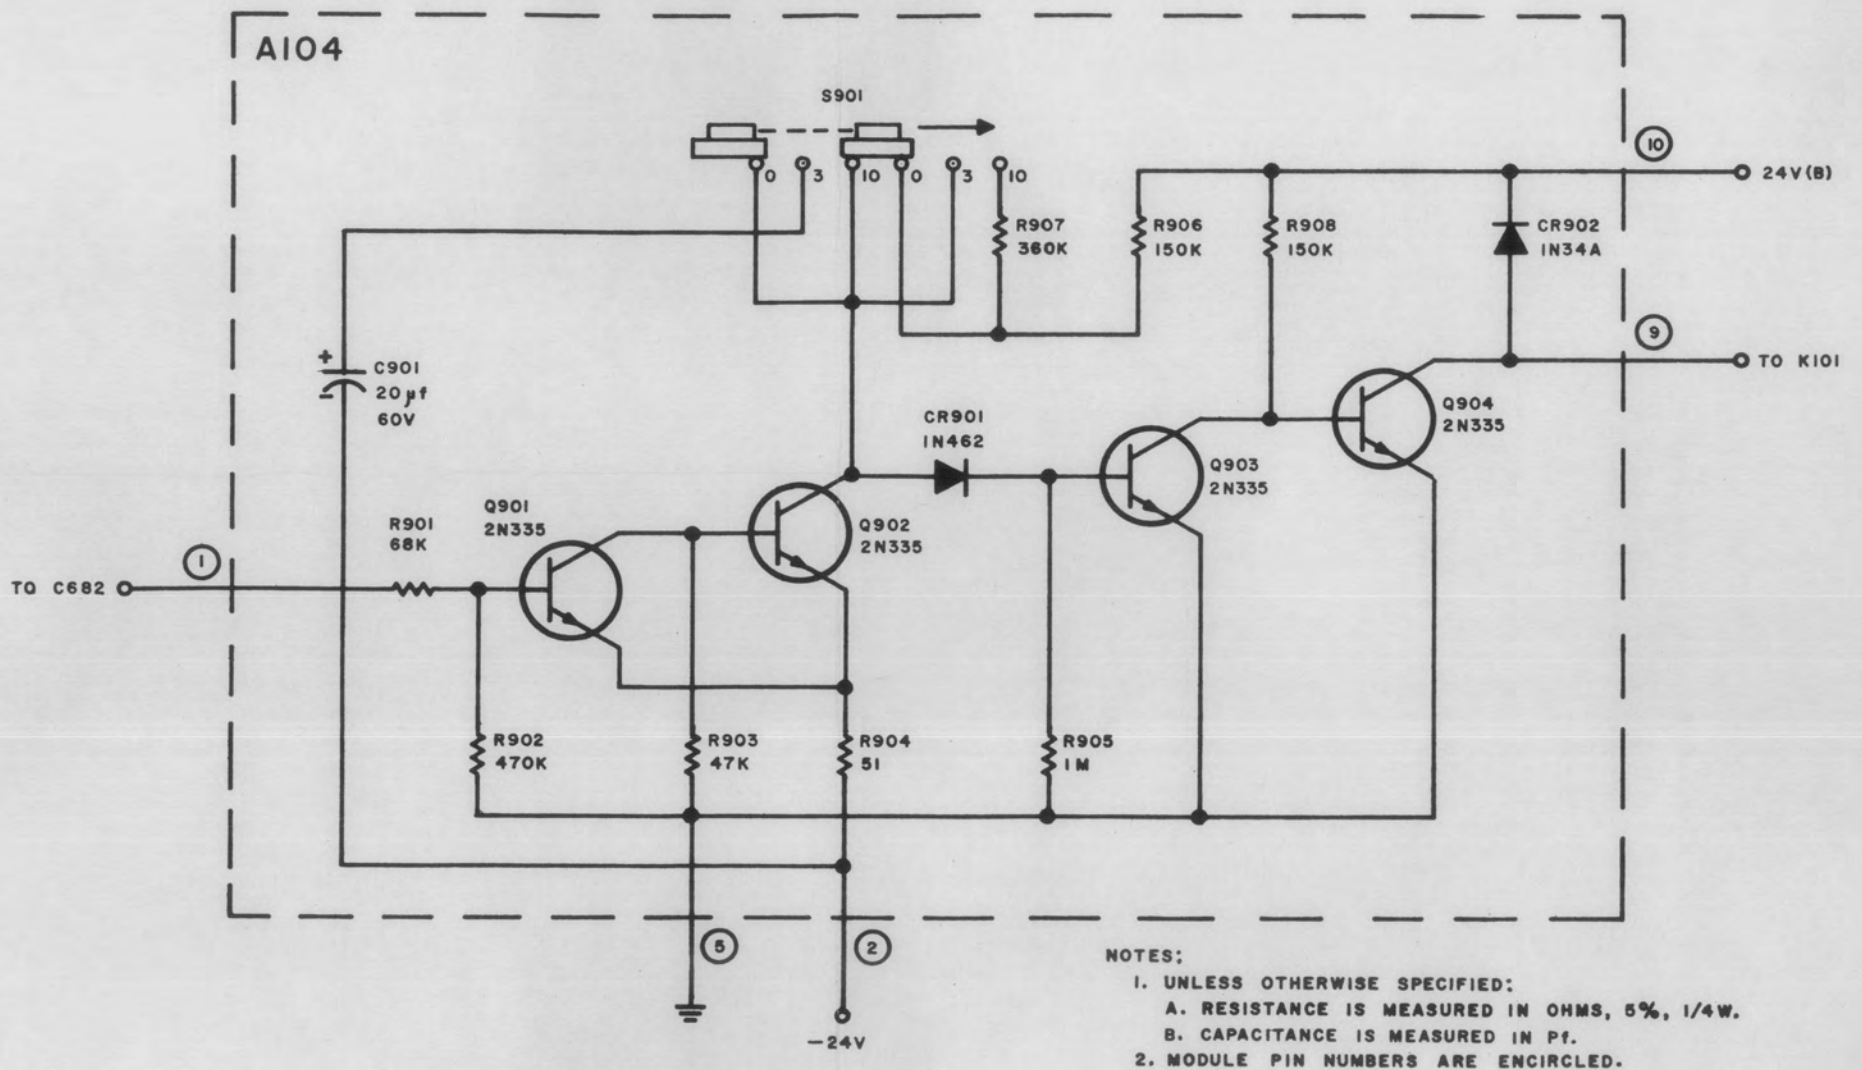 A104
S901
0 3 10 0 3 10
10
24V(B)
R907
360K
R906
150K
R908
150K
CR902
1N34A
9
TO K101
+
C901
20µf
60V
-
CR901
1N462
Q904
2N335
Q903
2N335
Q901
2N335
Q902
2N335
R901
68K
1
TO C682
R902
470K
R903
47K
R904
51
R905
1M
5
2
-24V
NOTES:
1. UNLESS OTHERWISE SPECIFIED:
A. RESISTANCE IS MEASURED IN OHMS, 5%, 1/4W.
B. CAPACITANCE IS MEASURED IN Pf.
2. MODULE PIN NUMBERS ARE ENCIRCLED.